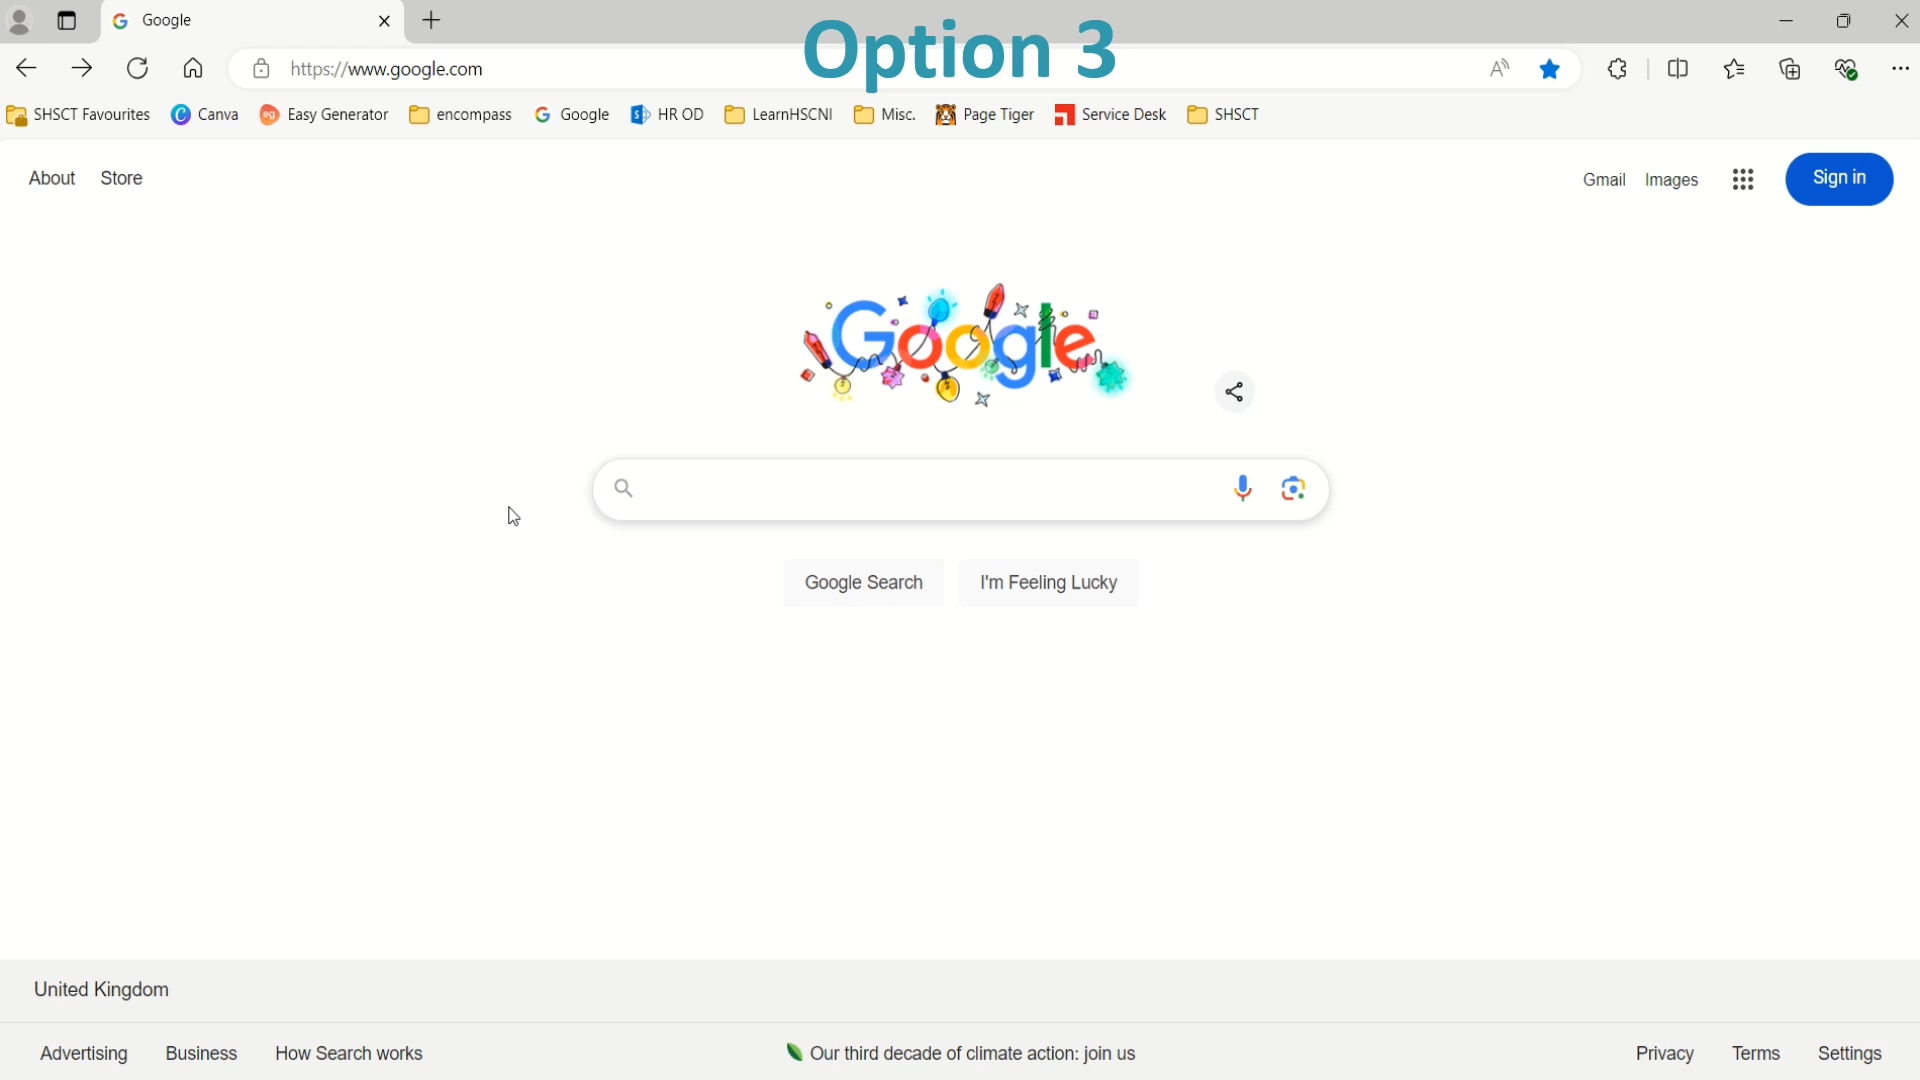 Google
Option 3
https://www.google.com
SHSCT Favourites Canva Easy Generator encompass Google HR OD LearnHSCNI Misc. Page Tiger Service Desk SHSCT
About Store Gmail Images Sign in
Google
Google Search I'm Feeling Lucky
United Kingdom
Advertising Business How Search works Our third decade of climate action: join us Privacy Terms Settings